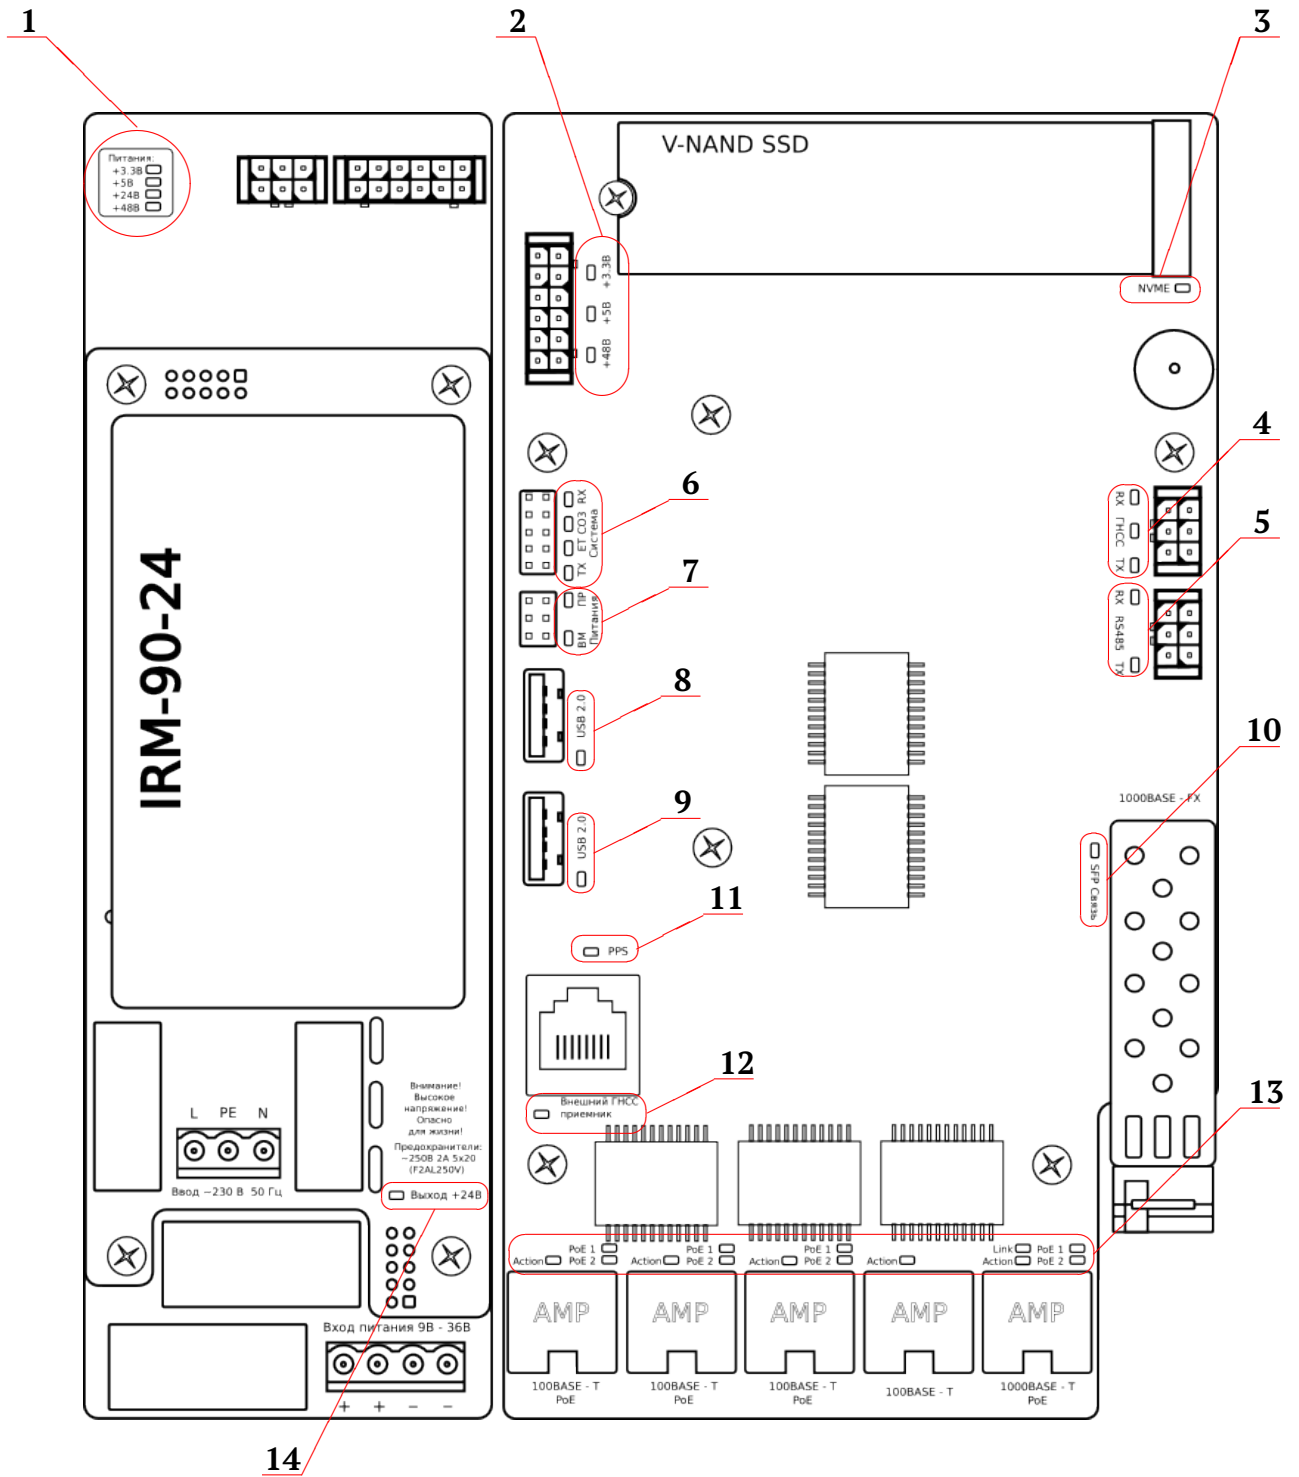 1
2
3
V-NAND SSD
Питания:
+3.3В
+5В
+24В
+48В
+3.3В
+5В
+48В
NVME
4
6
RX
СО3
ET
TX
Система
RX
ГНСС
TX
5
7
ПР
ВМ
Питания
RX
RS485
TX
IRM-90-24
8
USB 2.0
10
1000BASE - FX
9
USB 2.0
SFP Связь
11
PPS
12
Внешний ГНСС
приемник
13
Внимание!
Высокое
напряжение!
Опасно
для жизни!
L PE N
Предохранители:
~250В 2А 5x20
(F2AL250V)
Ввод ~230 В 50 Гц
Выход +24В
PoE 1
Action PoE 2
PoE 1
Action PoE 2
PoE 1
Action PoE 2
Action
Link PoE 1
Action PoE 2
AMP AMP AMP AMP AMP
Вход питания 9В - 36В
100BASE - T
PoE
100BASE - T
PoE
100BASE - T
PoE
100BASE - T
1000BASE - T
PoE
+ + − −
14